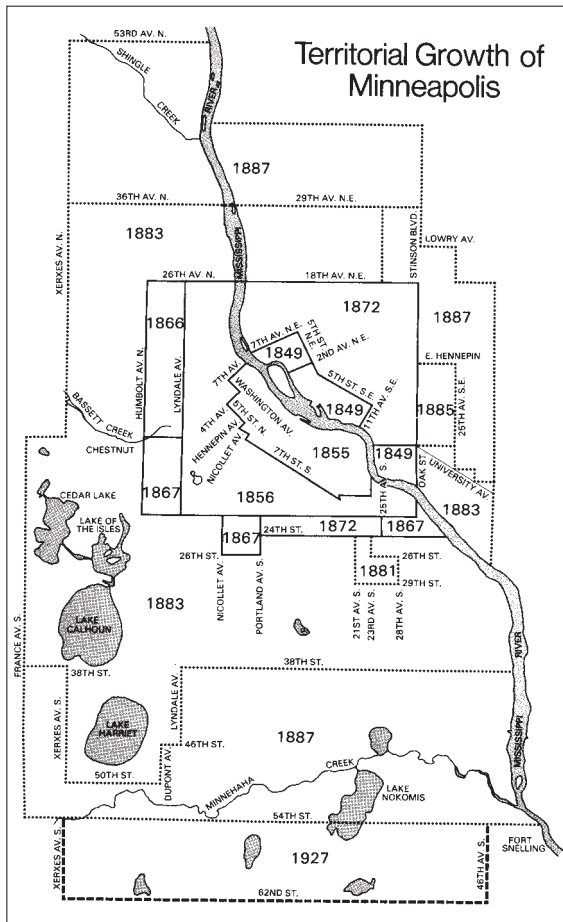 Territorial Growth of
Minneapolis
53RD AV. N.
SHINGLE
CREEK
RIVER
1887
36TH AV. N.
29TH AV. N.E.
STINSON BLVD.
LOWRY AV.
1883
XERXES AV. N.
MISSISSIPPI
26TH AV. N.
18TH AV. N.E.
1872
1887
1866
HUMBOLT AV. N.
LYNDALE AV.
7TH AV. N.E.
5TH ST. N.E.
2ND AV. N.E.
1849
E. HENNEPIN
7TH AV.
WASHINGTON AV.
5TH ST. S.E.
11TH AV. S.E.
1849
1885
25TH AV. S.E.
BASSETT
CREEK
CHESTNUT
4TH AV.
5TH ST. N.
HENNEPIN AV.
NICOLLET AV.
7TH ST. S.
1855
1849
25TH AV. S.
OAK ST.
UNIVERSITY AV.
1867
1856
1883
CEDAR LAKE
LAKE OF
THE ISLES
24TH ST.
1872
1867
26TH ST.
1867
26TH ST.
1881
29TH ST.
NICOLLET AV.
PORTLAND AV. S.
21ST AV. S.
23RD AV. S.
28TH AV. S.
1883
LAKE
CALHOUN
FRANCE AV. S.
38TH ST.
38TH ST.
RIVER
XERXES AV. S.
LAKE
HARRIET
LYNDALE AV.
46TH ST.
1887
DUPONT AV.
50TH ST.
MINNEHAHA
CREEK
MISSISSIPPI
LAKE
NOKOMIS
54TH ST.
FORT
SNELLING
XERXES AV. S.
1927
46TH AV. S.
62ND ST.